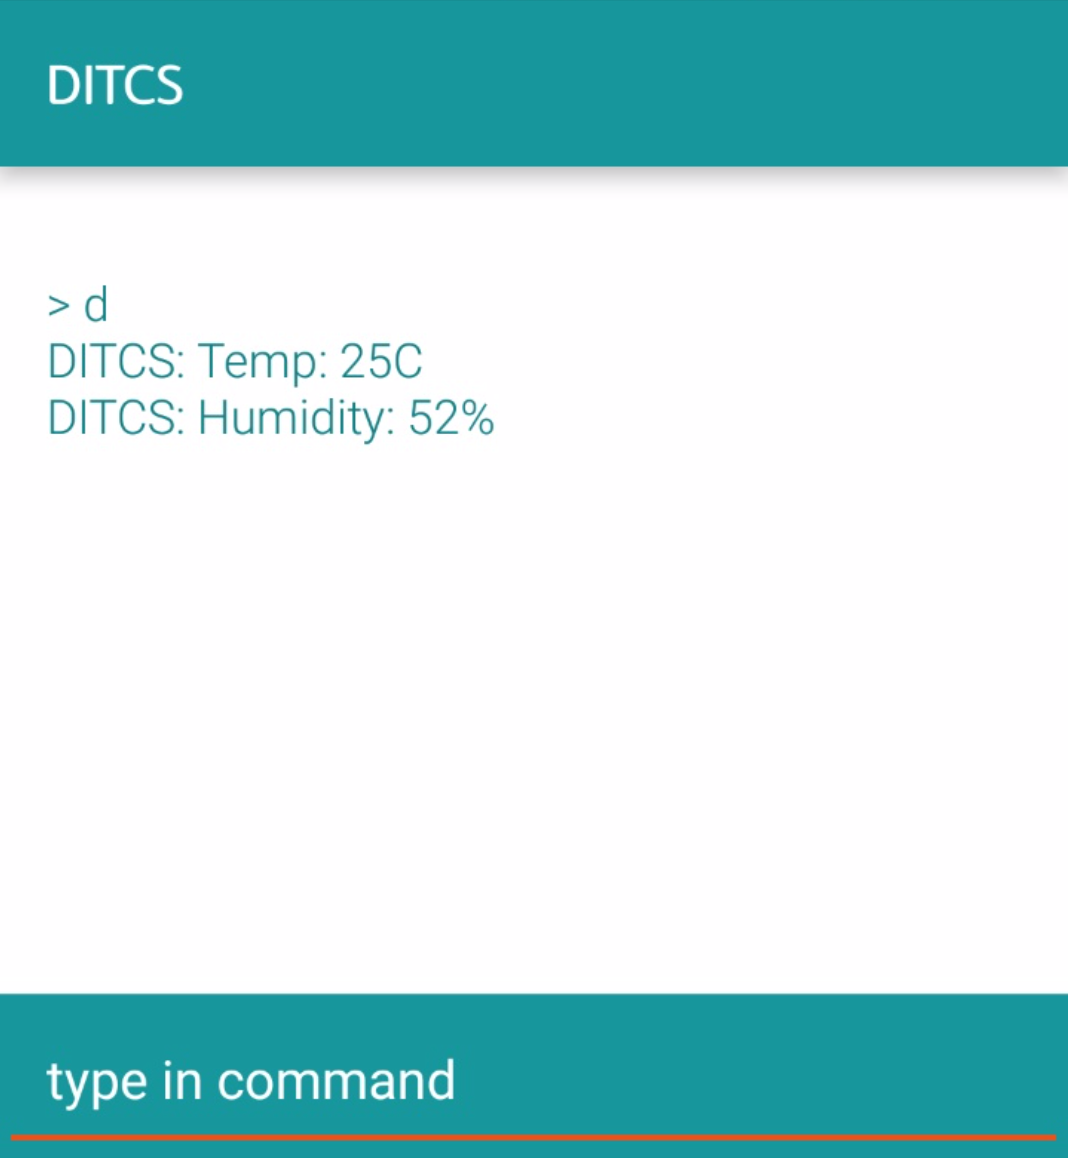 DITCS
> d
DITCS: Temp: 25C
DITCS: Humidity: 52%
type in command